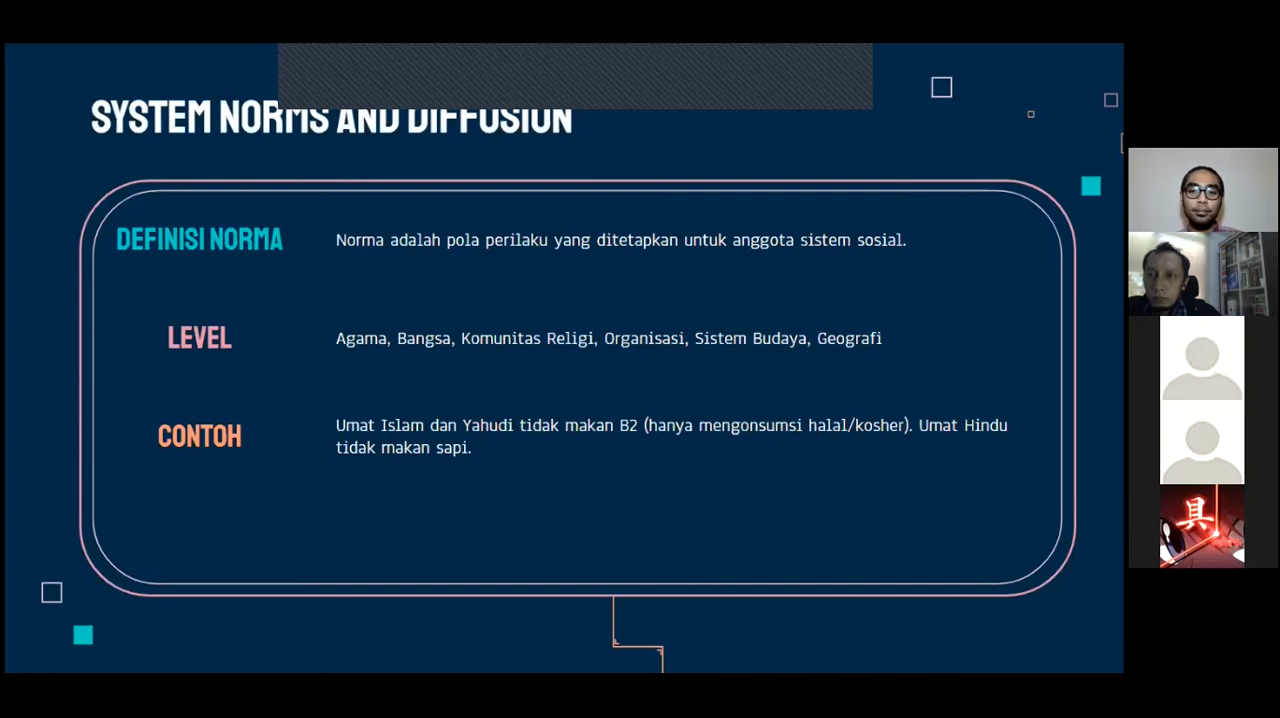 SYSTEM NORMS AND DIFFUSION
DEFINISI NORMA
Norma adalah pola perilaku yang ditetapkan untuk anggota sistem sosial.
LEVEL
Agama, Bangsa, Komunitas Religi, Organisasi, Sistem Budaya, Geografi
CONTOH
Umat Islam dan Yahudi tidak makan B2 (hanya mengonsumsi halal/kosher). Umat Hindu
tidak makan sapi.
具